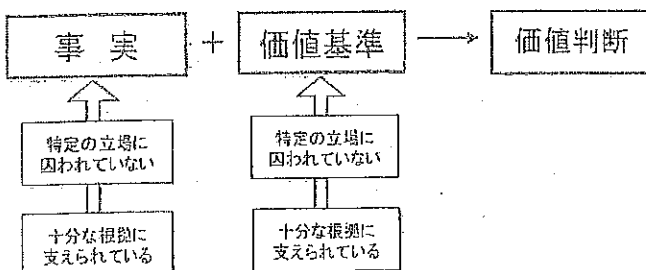 事実 + 価値基準 → 価値判断
特定の立場に
囚われていない
特定の立場に
囚われていない
十分な根拠に
支えられている
十分な根拠に
支えられている